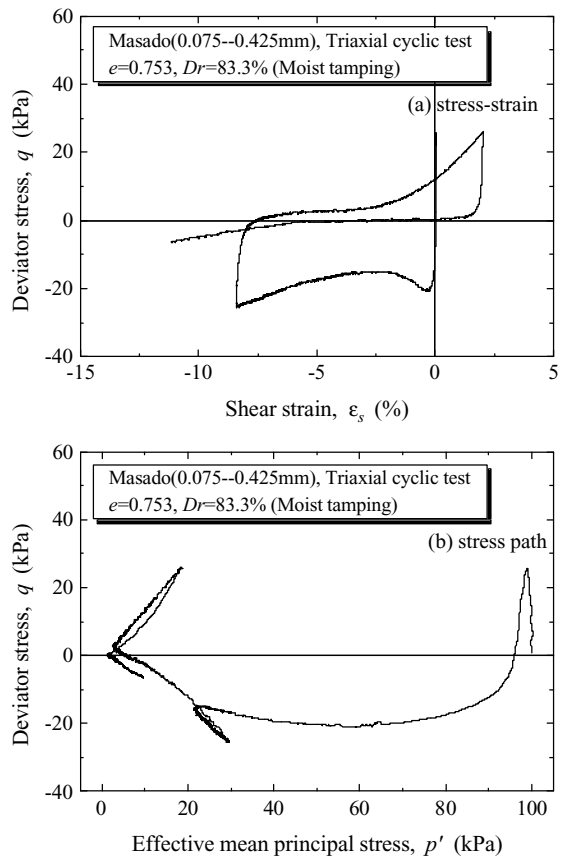 60
Masado(0.075--0.425mm), Triaxial cyclic test
e=0.753, Dr=83.3% (Moist tamping)
40
(a) stress-strain
20
0
-20
-40
-15
-10
-5
0
5
Deviator stress, q (kPa)
Shear strain, εs (%)
60
Masado(0.075--0.425mm), Triaxial cyclic test
e=0.753, Dr=83.3% (Moist tamping)
40
(b) stress path
20
0
-20
-40
0
20
40
60
80
100
Deviator stress, q (kPa)
Effective mean principal stress, p' (kPa)